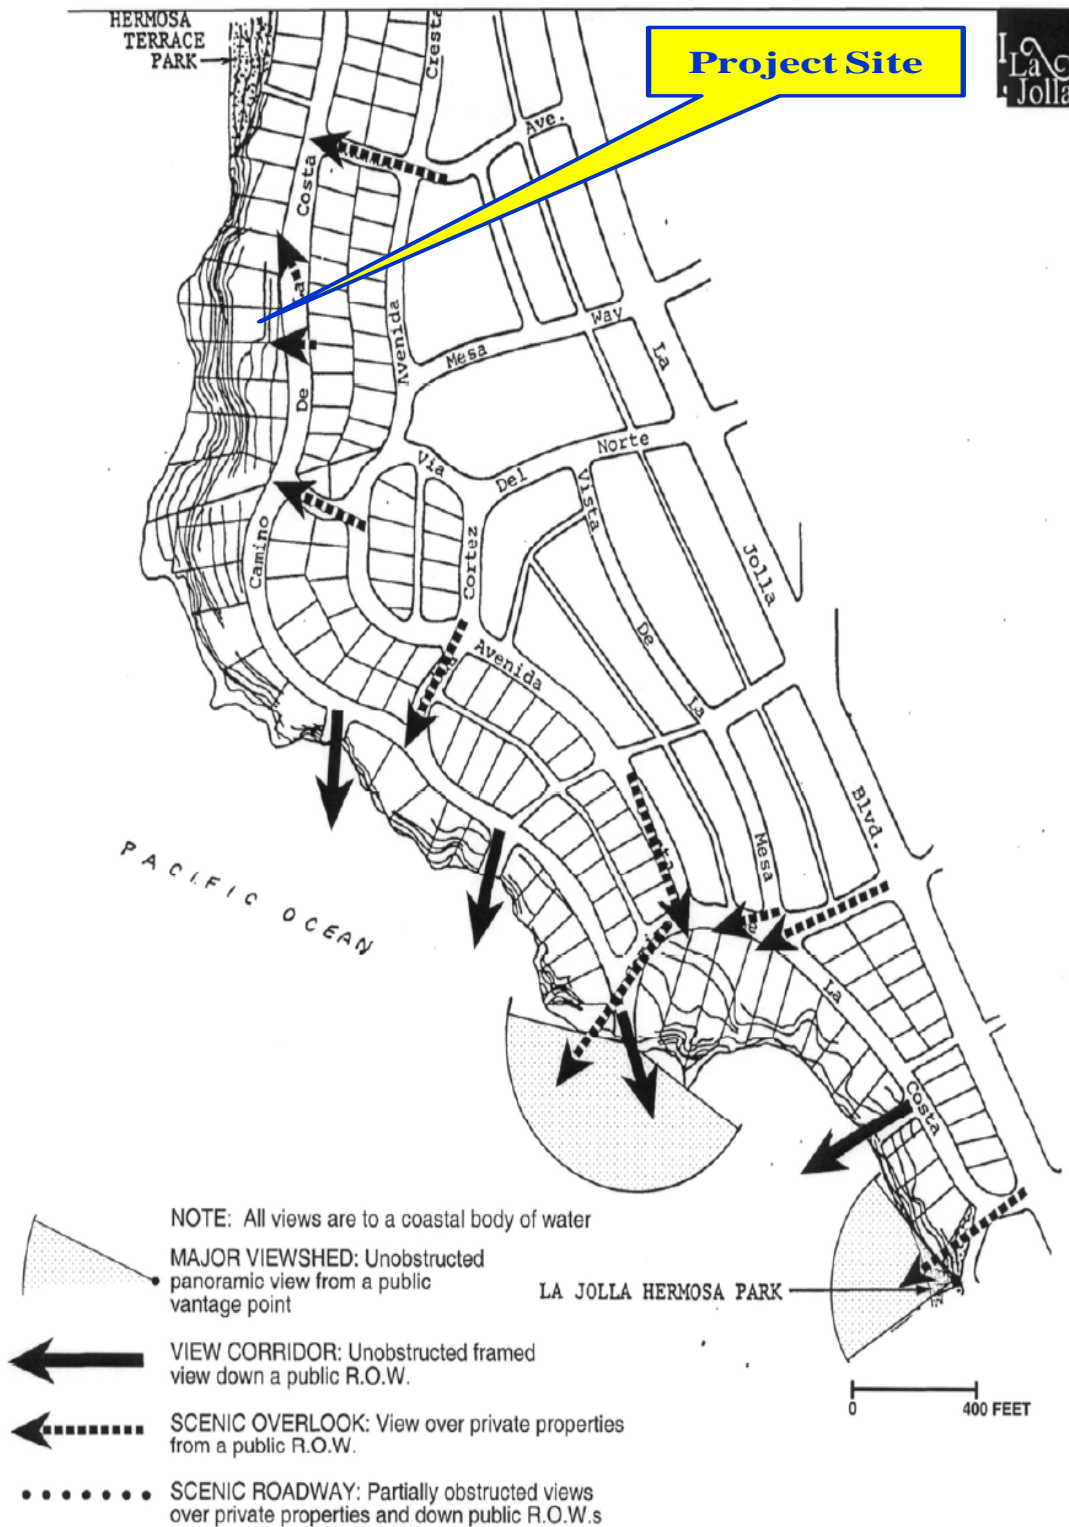 HERMOSA
TERRACE
PARK
Project Site
La
Jolla
Cresta
Ave.
Costa
La
De
Avenida
Mesa
Way
La
Via
Del
Norte
Vista
Cortez
Camino
Jolla
De
La
Avenida
Mesa
Blvd.
PACIFIC OCEAN
La
Costa
NOTE: All views are to a coastal body of water
MAJOR VIEWSHED: Unobstructed
panoramic view from a public
vantage point
LA JOLLA HERMOSA PARK
VIEW CORRIDOR: Unobstructed framed
view down a public R.O.W.
0
400 FEET
SCENIC OVERLOOK: View over private properties
from a public R.O.W.
SCENIC ROADWAY: Partially obstructed views
over private properties and down public R.O.W.s